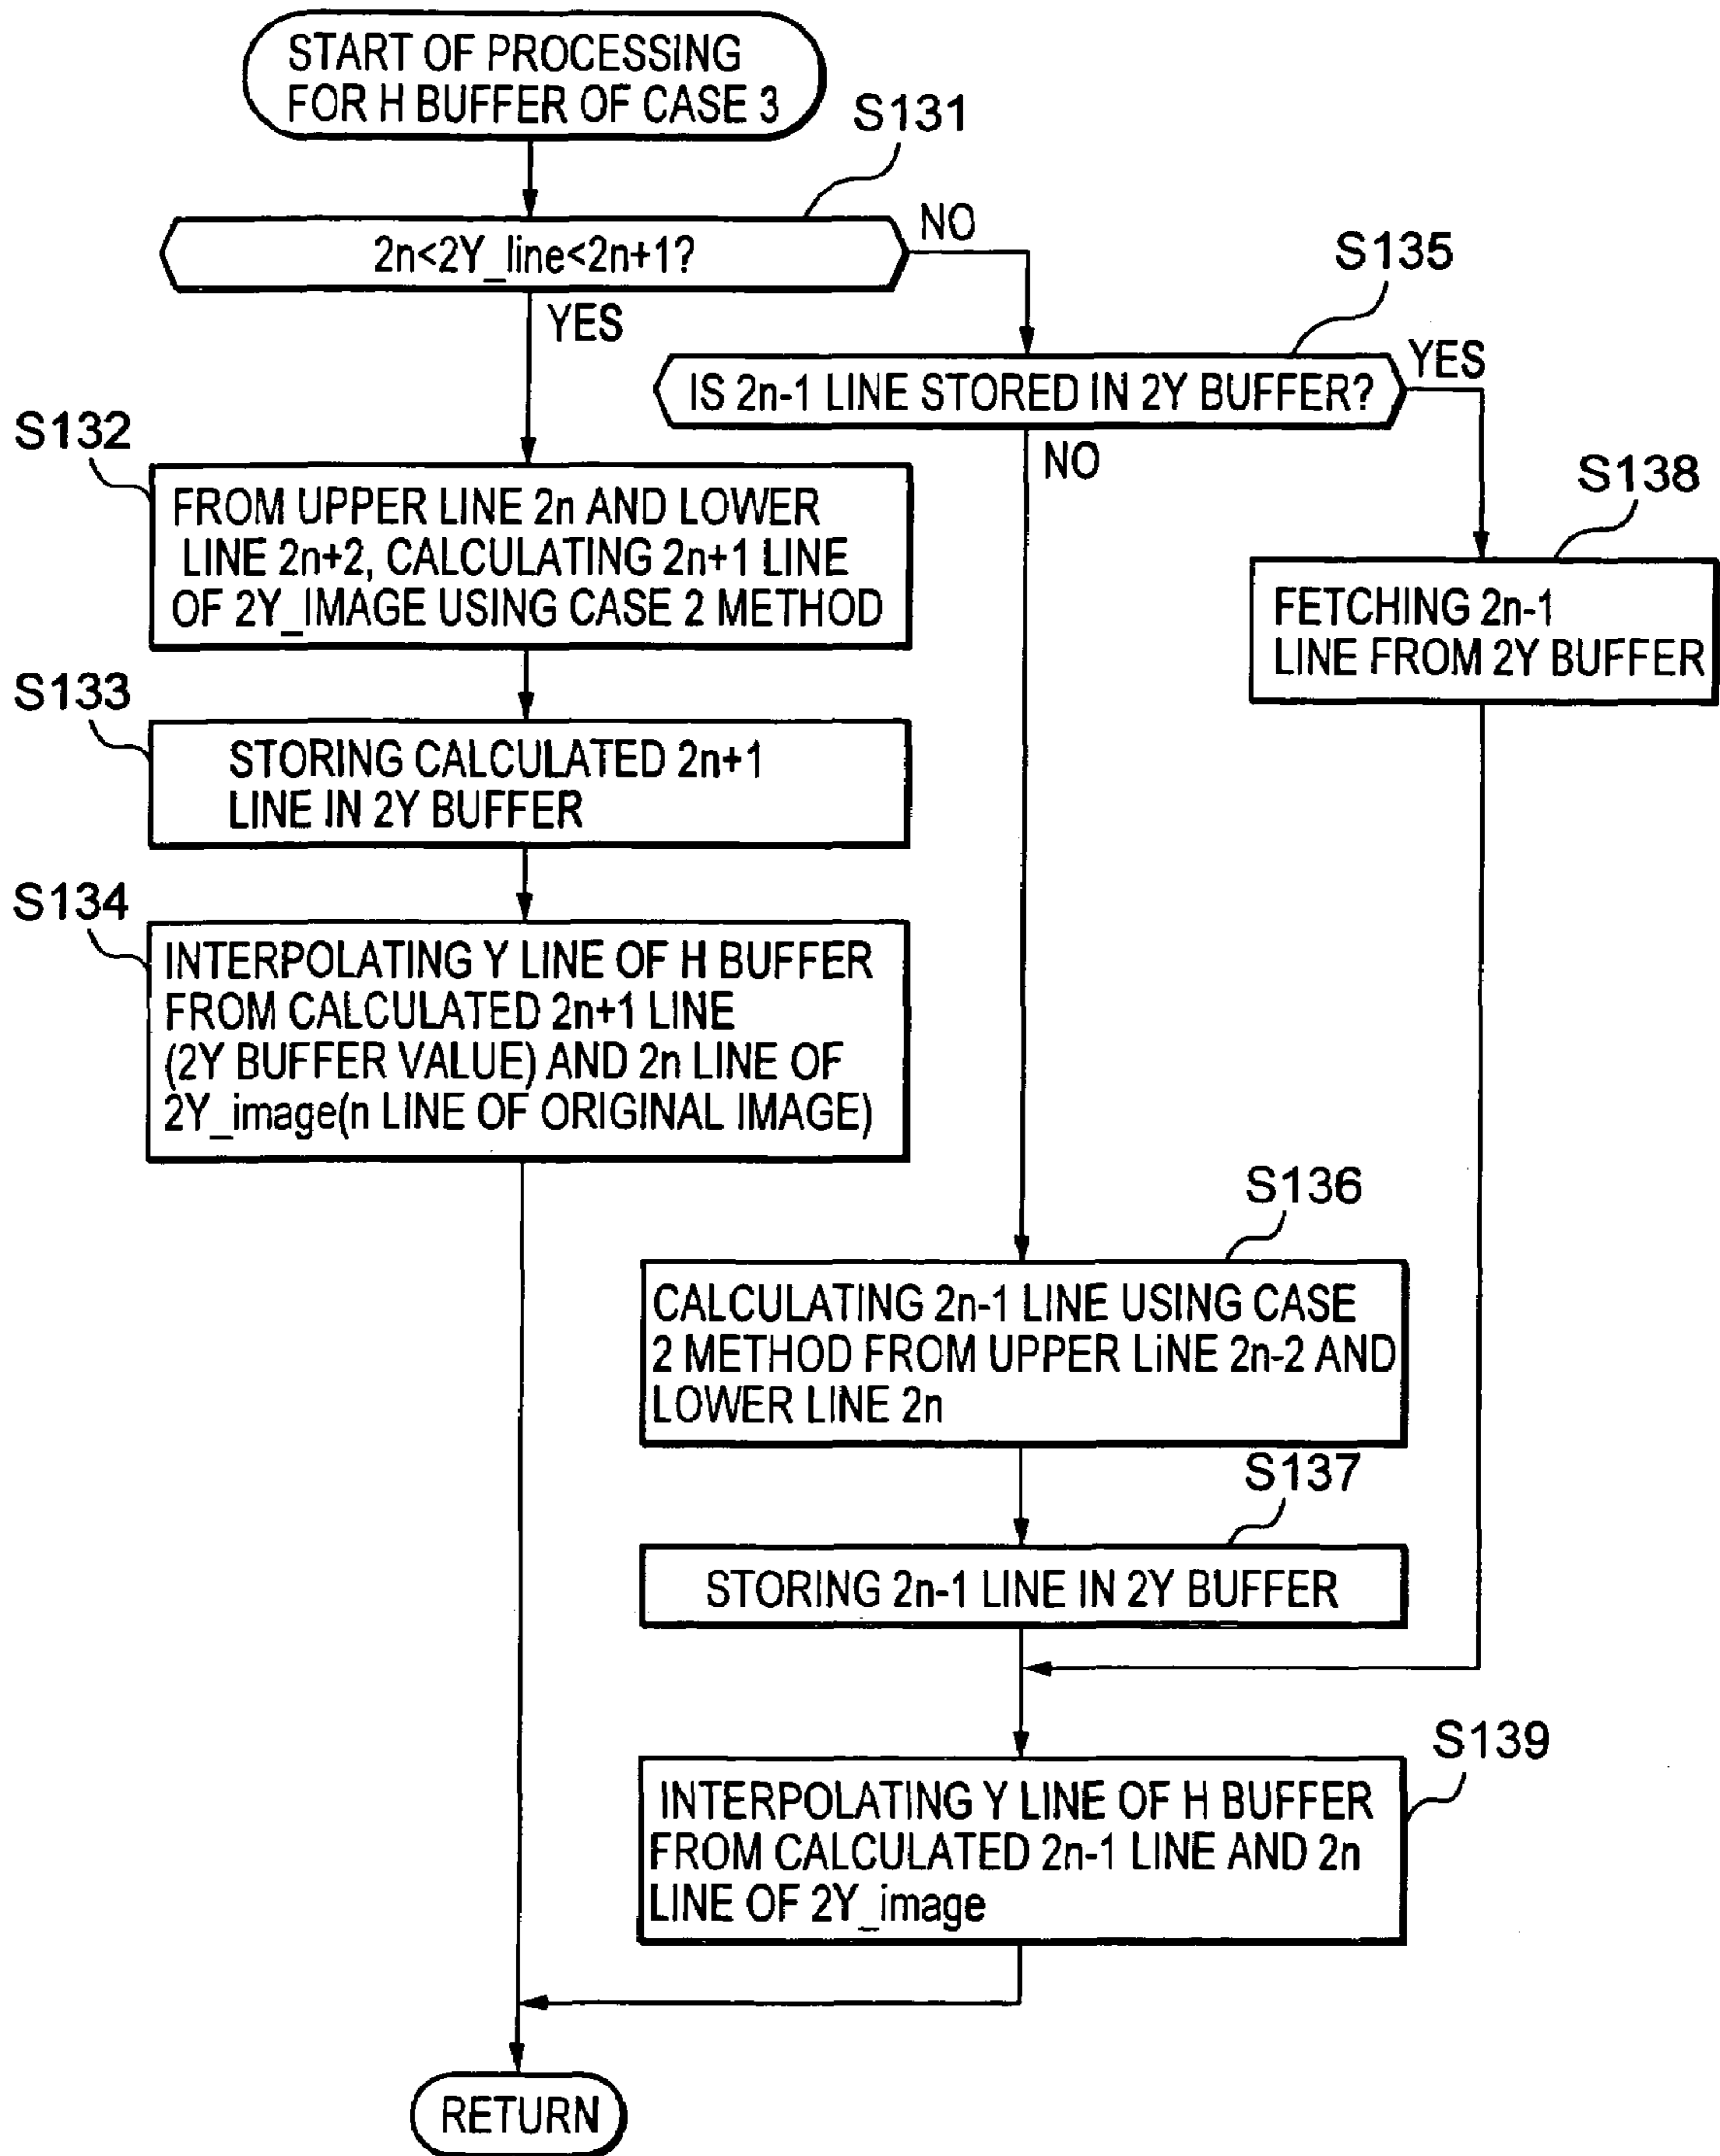 START OF PROCESSING
FOR H BUFFER OF CASE 3
S131
2n<2Y_line<2n+1?
NO
YES
S135
IS 2n-1 LINE STORED IN 2Y BUFFER?
YES
NO
S132
FROM UPPER LINE 2n AND LOWER
LINE 2n+2, CALCULATING 2n+1 LINE
OF 2Y_IMAGE USING CASE 2 METHOD
S138
FETCHING 2n-1
LINE FROM 2Y BUFFER
S133
STORING CALCULATED 2n+1
LINE IN 2Y BUFFER
S134
INTERPOLATING Y LINE OF H BUFFER
FROM CALCULATED 2n+1 LINE
(2Y BUFFER VALUE) AND 2n LINE OF
2Y_image(n LINE OF ORIGINAL IMAGE)
S136
CALCULATING 2n-1 LINE USING CASE
2 METHOD FROM UPPER LiNE 2n-2 AND
LOWER LINE 2n
S137
STORING 2n-1 LINE IN 2Y BUFFER
S139
INTERPOLATING Y LINE OF H BUFFER
FROM CALCULATED 2n-1 LINE AND 2n
LINE OF 2Y_image
RETURN